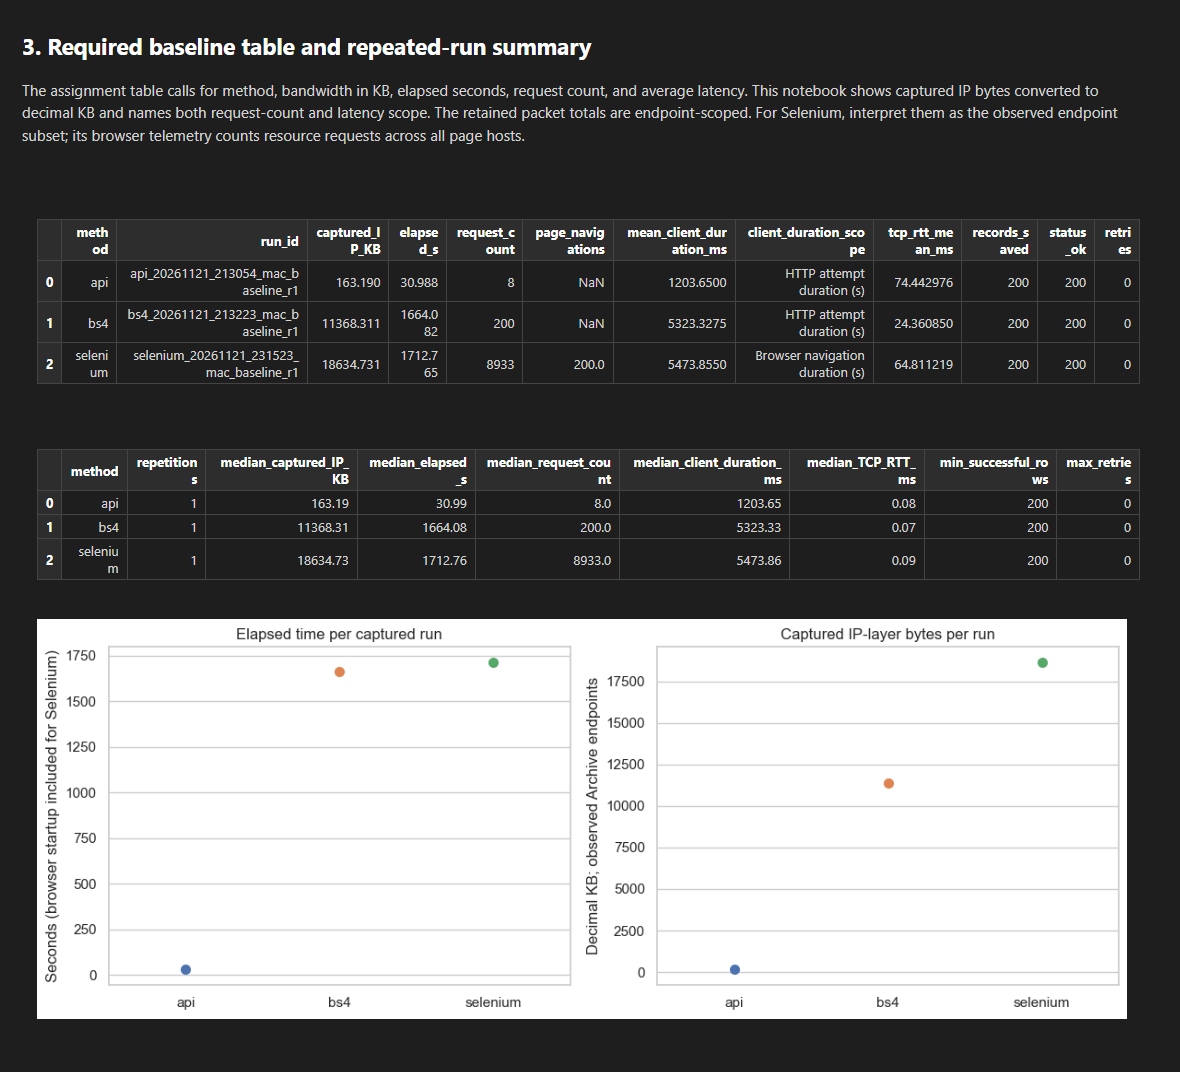 3. Required baseline table and repeated-run summary
The assignment table calls for method, bandwidth in KB, elapsed seconds, request count, and average latency. This notebook shows captured IP bytes converted to
decimal KB and names both request-count and latency scope. The retained packet totals are endpoint-scoped. For Selenium, interpret them as the observed endpoint
subset; its browser telemetry counts resource requests across all page hosts.
meth od run_id captured_I P_KB elapse d_s request_c ount page_navig ations mean_client_dur ation_ms client_duration_sco pe tcp_rtt_me an_ms records_s aved status _ok retri es
0 api api_20261121_213054_mac_b aseline_r1 163.190 30.988 8 NaN 1203.6500 HTTP attempt duration (s) 74.442976 200 200 0
1 bs4 bs4_20261121_213223_mac_b aseline_r1 11368.311 1664.0 82 200 NaN 5323.3275 HTTP attempt duration (s) 24.360850 200 200 0
2 seleni um selenium_20261121_231523_ mac_baseline_r1 18634.731 1712.7 65 8933 200.0 5473.8550 Browser navigation duration (s) 64.811219 200 200 0
method repetition s median_captured_IP_ KB median_elapsed _s median_request_cou nt median_client_duration_ ms median_TCP_RTT_ ms min_successful_ro ws max_retrie s
0 api 1 163.19 30.99 8.0 1203.65 0.08 200 0
1 bs4 1 11368.31 1664.08 200.0 5323.33 0.07 200 0
2 seleniu m 1 18634.73 1712.76 8933.0 5473.86 0.09 200 0
Elapsed time per captured run
Seconds (browser startup included for Selenium)
1750
1500
1250
1000
750
500
250
0
api bs4 selenium
Captured IP-layer bytes per run
Decimal KB; observed Archive endpoints
17500
15000
12500
10000
7500
5000
2500
0
api bs4 selenium